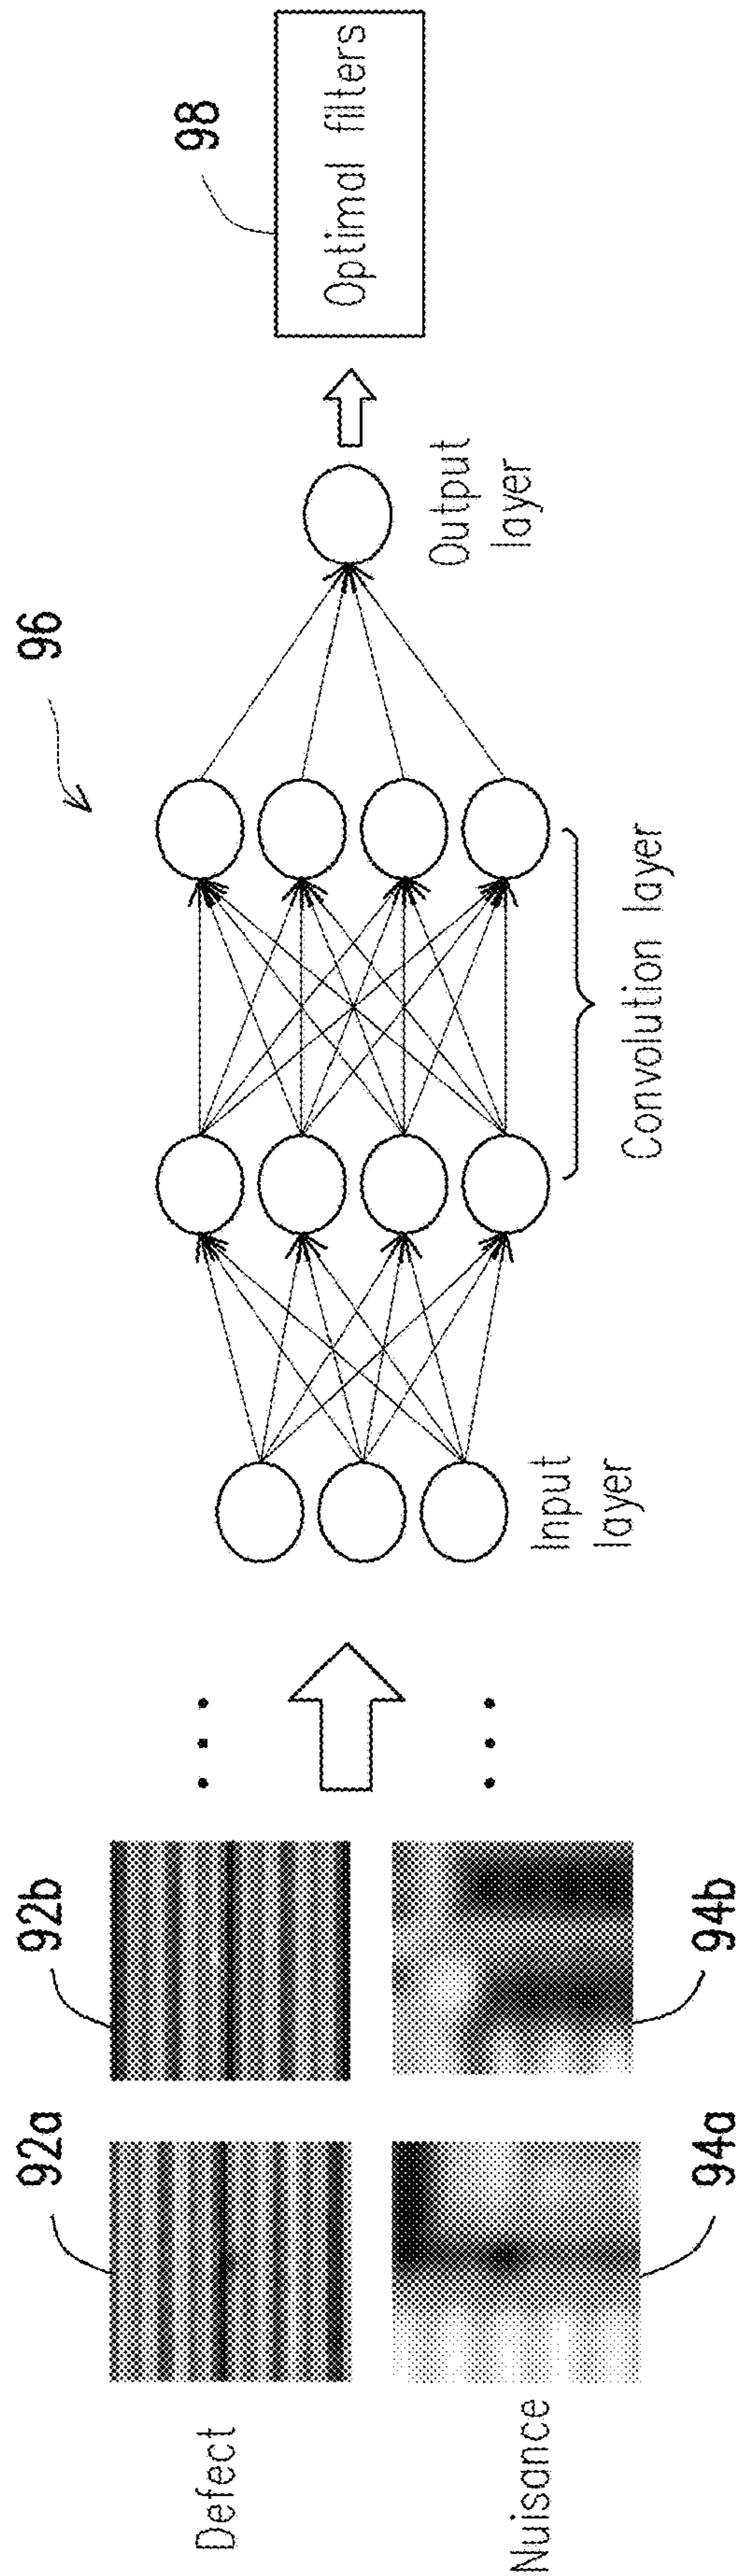 Defect
92a
92b
Nuisance
94a
94b
96
Input
layer
Convolution layer
Output
layer
98
Optimal filters